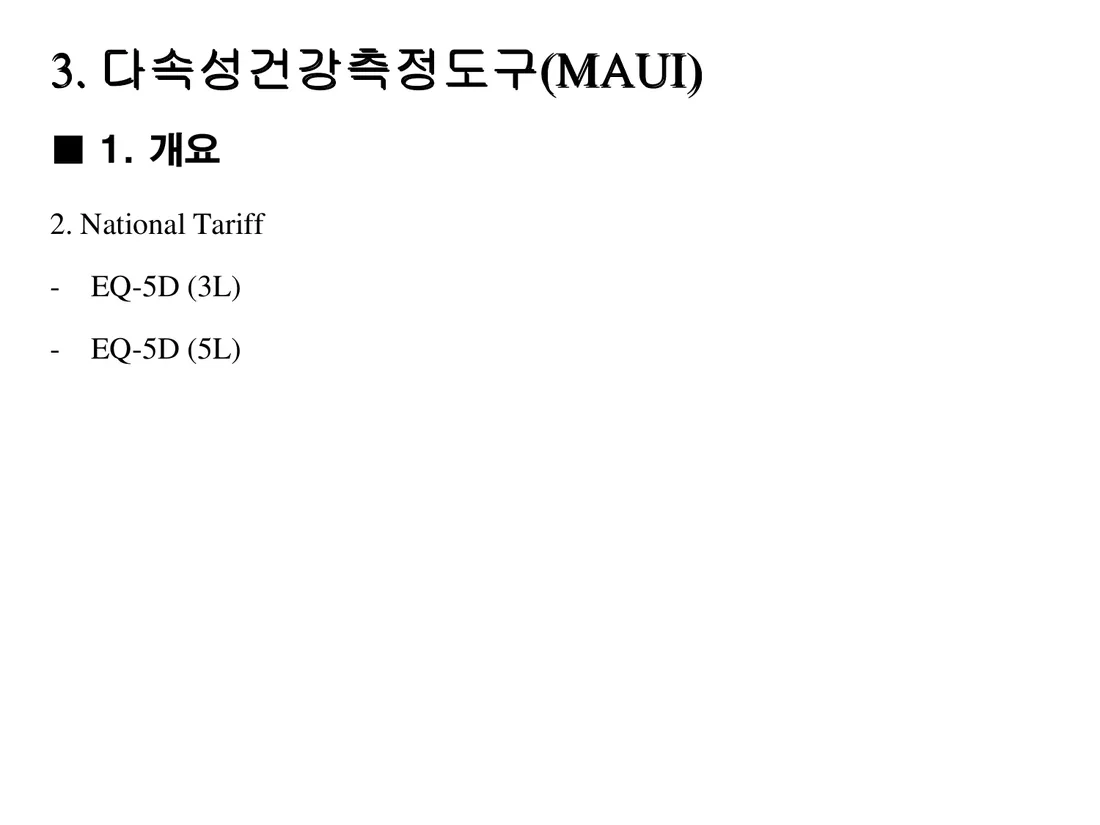 3. 다속성건강측정도구(MAUI)
■ 1. 개요
2. National Tariff
- EQ-5D (3L)
- EQ-5D (5L)